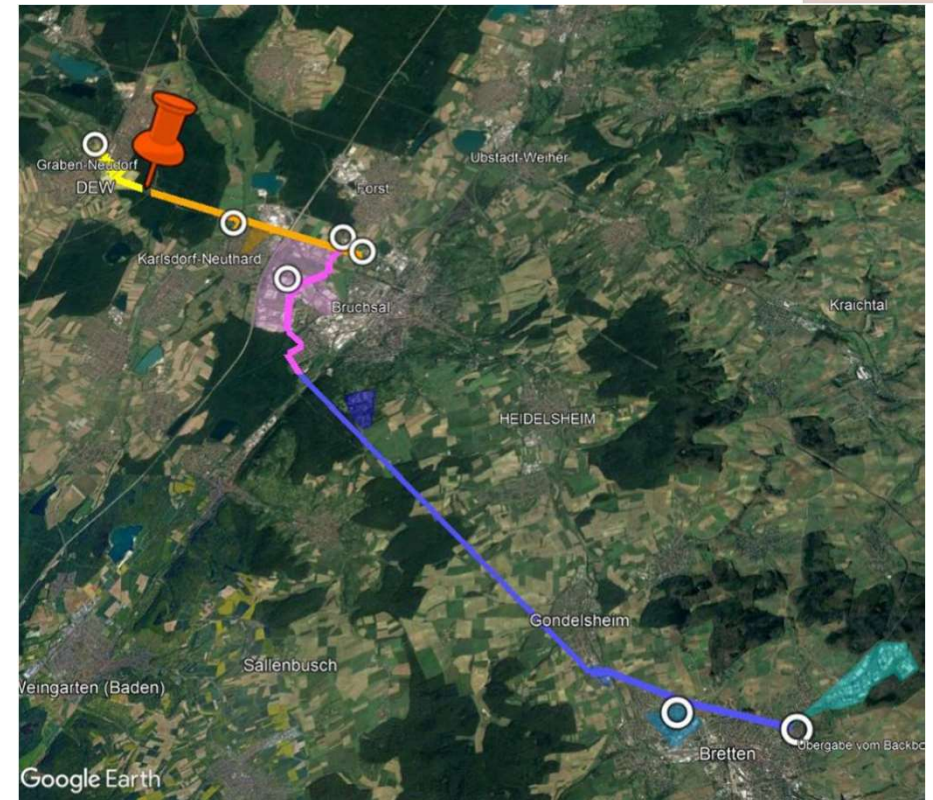 Graben-Neudorf
DEW
Ubstadt-Weiher
Forst
Karlsdorf-Neuthard
Bruchsal
Kraichtal
HEIDELSHEIM
Gondelsheim
Sallenbusch
Weingarten (Baden)
Übergabe vom Backbo
Bretten
Google Earth